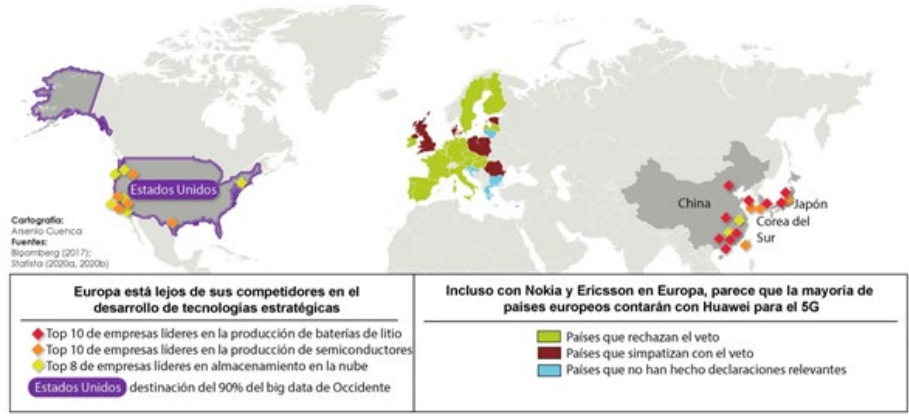 Estados Unidos
China
Japón
Corea del
Sur
Cartografía:
Arsenio Cuenca
Fuentes:
Bloomberg (2017);
Statista (2020a, 2020b)
Europa está lejos de sus competidores en el
desarrollo de tecnologías estratégicas
Top 10 de empresas líderes en la producción de baterías de litio
Top 10 de empresas líderes en la producción de semiconductores
Top 8 de empresas líderes en almacenamiento en la nube
Estados Unidos destinación del 90% del big data de Occidente
Incluso con Nokia y Ericsson en Europa, parece que la mayoría de
países europeos contarán con Huawei para el 5G
Países que rechazan el veto
Países que simpatizan con el veto
Países que no han hecho declaraciones relevantes